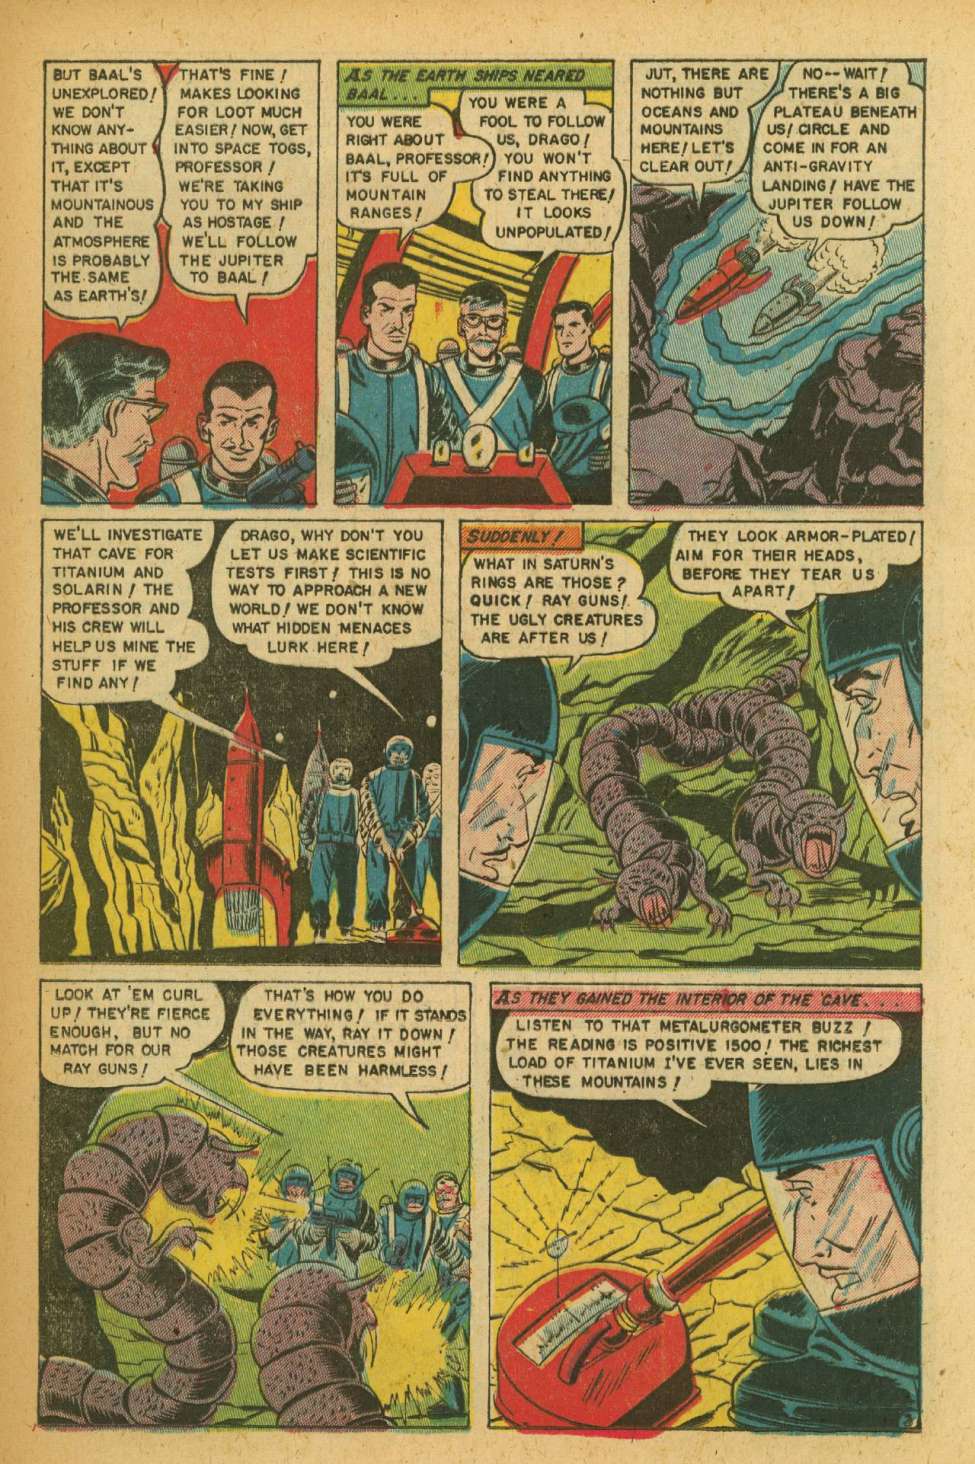 BUT BAAL'S
UNEXPLORED!
WE DON'T
KNOW ANY-
THING ABOUT
IT, EXCEPT
THAT IT'S
MOUNTAINOUS
AND THE
ATMOSPHERE
IS PROBABLY
THE SAME
AS EARTH'S!
THAT'S FINE!
MAKES LOOKING
FOR LOOT MUCH
EASIER! NOW, GET
INTO SPACE TOGS,
PROFESSOR!
WE'RE TAKING
YOU TO MY SHIP
AS HOSTAGE!
WE'LL FOLLOW
THE JUPITER
TO BAAL!
AS THE EARTH SHIPS NEARED
BAAL...
YOU WERE
RIGHT ABOUT
BAAL, PROFESSOR!
IT'S FULL OF
MOUNTAIN
RANGES!
YOU WERE A
FOOL TO FOLLOW
US, DRAGO!
YOU WON'T
FIND ANYTHING
TO STEAL THERE!
IT LOOKS
UNPOPULATED!
JUT, THERE ARE
NOTHING BUT
OCEANS AND
MOUNTAINS
HERE! LET'S
CLEAR OUT!
NO--WAIT!
THERE'S A BIG
PLATEAU BENEATH
US! CIRCLE AND
COME IN FOR AN
ANTI-GRAVITY
LANDING! HAVE THE
JUPITER FOLLOW
US DOWN!
WE'LL INVESTIGATE
THAT CAVE FOR
TITANIUM AND
SOLARIN! THE
PROFESSOR AND
HIS CREW WILL
HELP US MINE THE
STUFF IF WE
FIND ANY!
DRAGO, WHY DON'T YOU
LET US MAKE SCIENTIFIC
TESTS FIRST! THIS IS NO
WAY TO APPROACH A NEW
WORLD! WE DON'T KNOW
WHAT HIDDEN MENACES
LURK HERE!
SUDDENLY!
WHAT IN SATURN'S
RINGS ARE THOSE?
QUICK! RAY GUNS!
THE UGLY CREATURES
ARE AFTER US!
THEY LOOK ARMOR-PLATED!
AIM FOR THEIR HEADS,
BEFORE THEY TEAR US
APART!
LOOK AT 'EM CURL
UP! THEY'RE FIERCE
ENOUGH, BUT NO
MATCH FOR OUR
RAY GUNS!
THAT'S HOW YOU DO
EVERYTHING! IF IT STANDS
IN THE WAY, RAY IT DOWN!
THOSE CREATURES MIGHT
HAVE BEEN HARMLESS!
AS THEY GAINED THE INTERIOR OF THE CAVE...
LISTEN TO THAT METALURGOMETER BUZZ!
THE READING IS POSITIVE 1500! THE RICHEST
LOAD OF TITANIUM I'VE EVER SEEN, LIES IN
THESE MOUNTAINS!
2